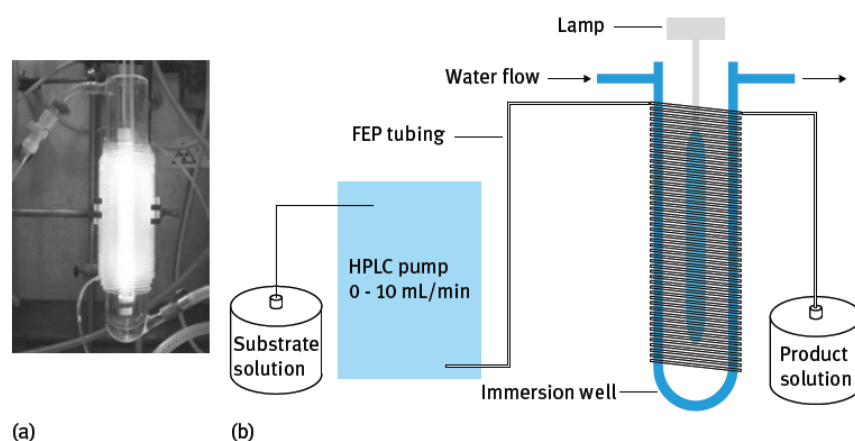 Lamp
Water flow
FEP tubing
HPLC pump
0 - 10 mL/min
Substrate
solution
Product
solution
Immersion well
(a)
(b)